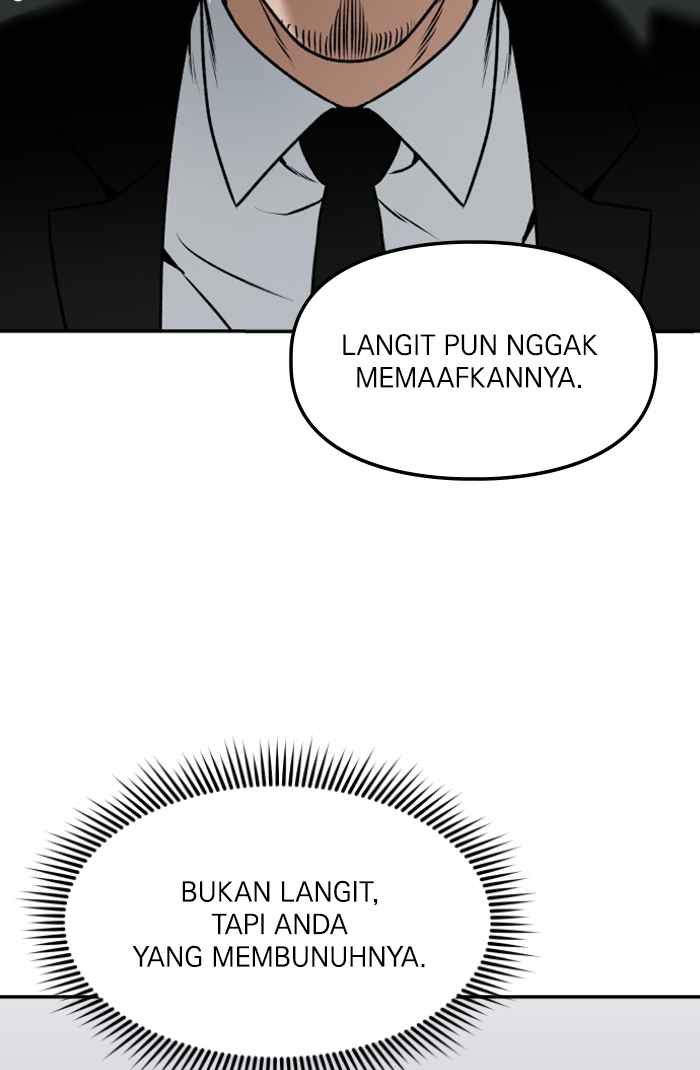 LANGIT PUN NGGAK
MEMAAFKANNYA.
BUKAN LANGIT,
TAPI ANDA
YANG MEMBUNUHNYA.